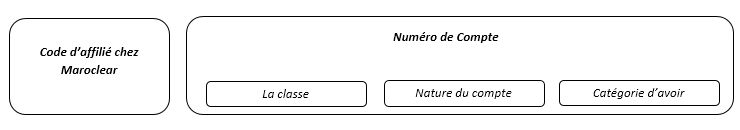 Code d’affilié chez
Maroclear
Numéro de Compte
La classe
Nature du compte
Catégorie d’avoir